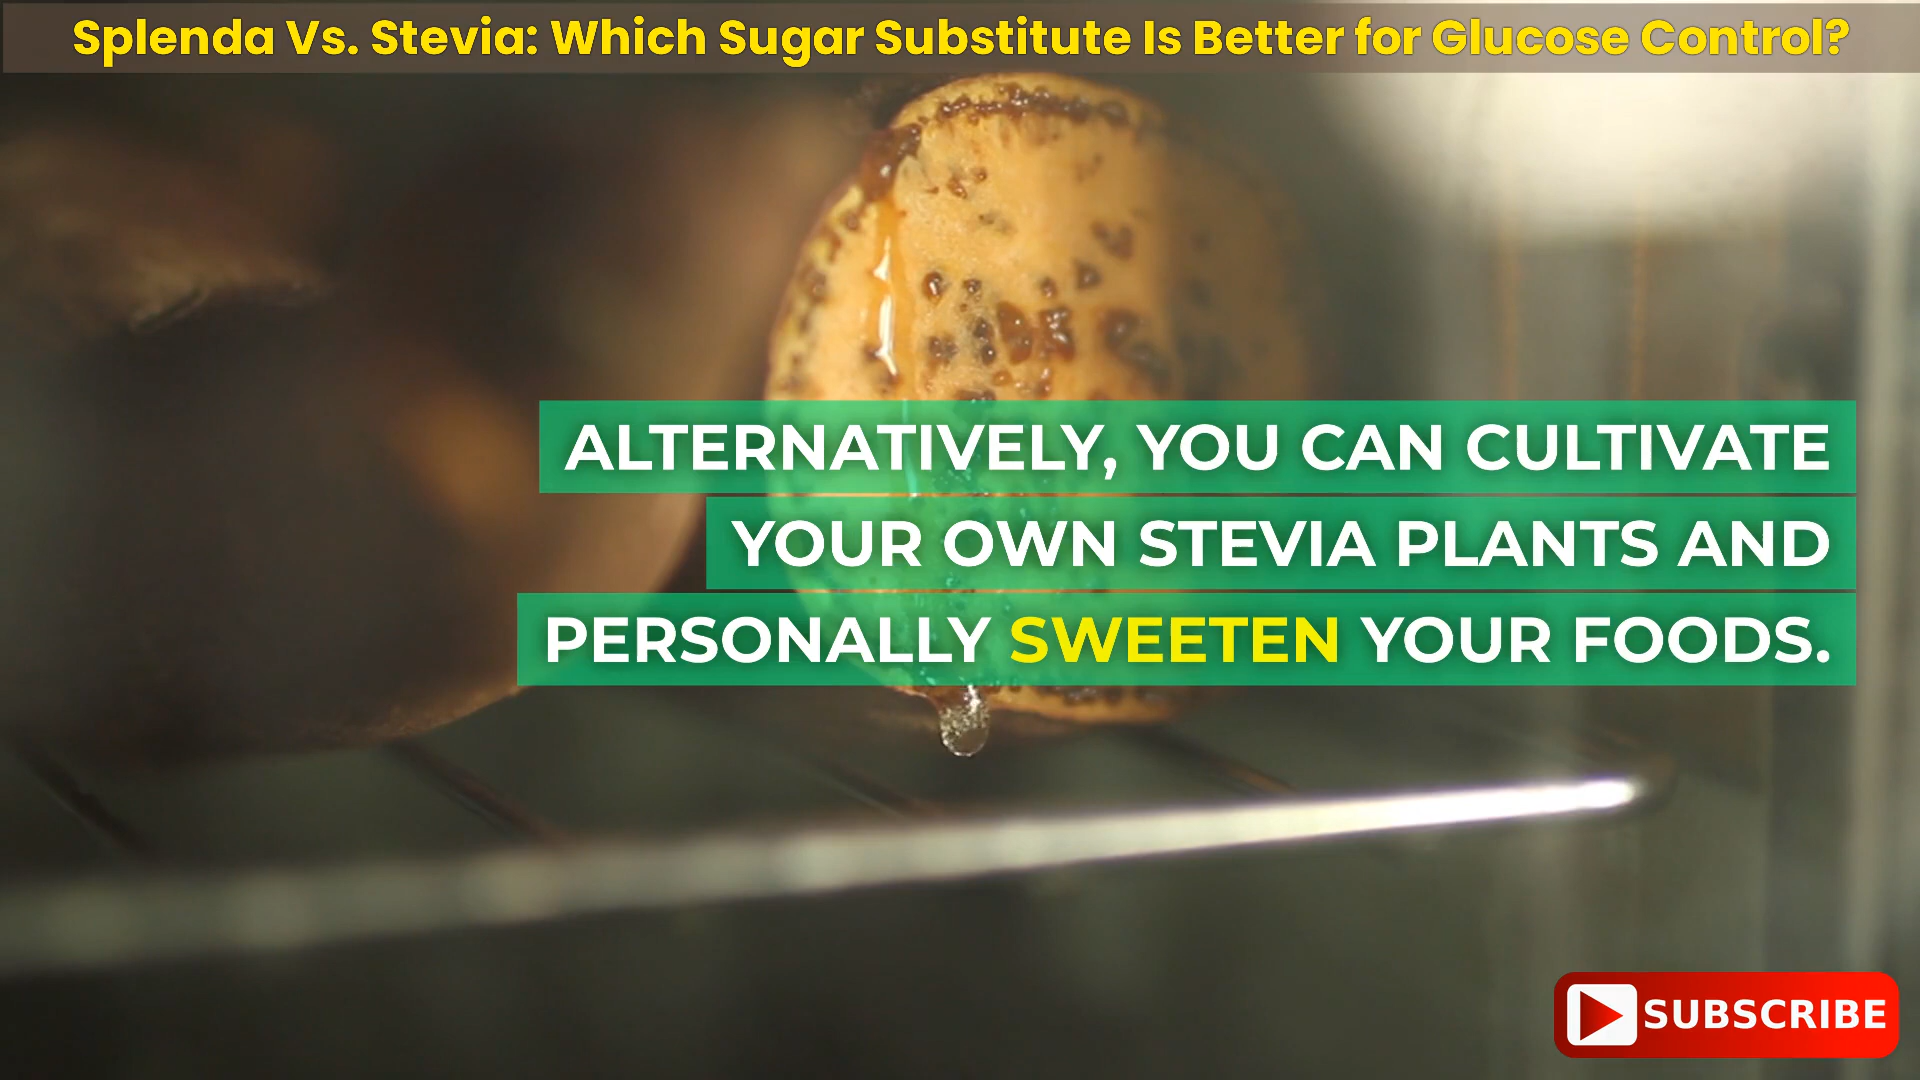 Splenda Vs. Stevia: Which Sugar Substitute Is Better for Glucose Control?
ALTERNATIVELY, YOU CAN CULTIVATE
YOUR OWN STEVIA PLANTS AND
PERSONALLY SWEETEN YOUR FOODS.
SUBSCRIBE